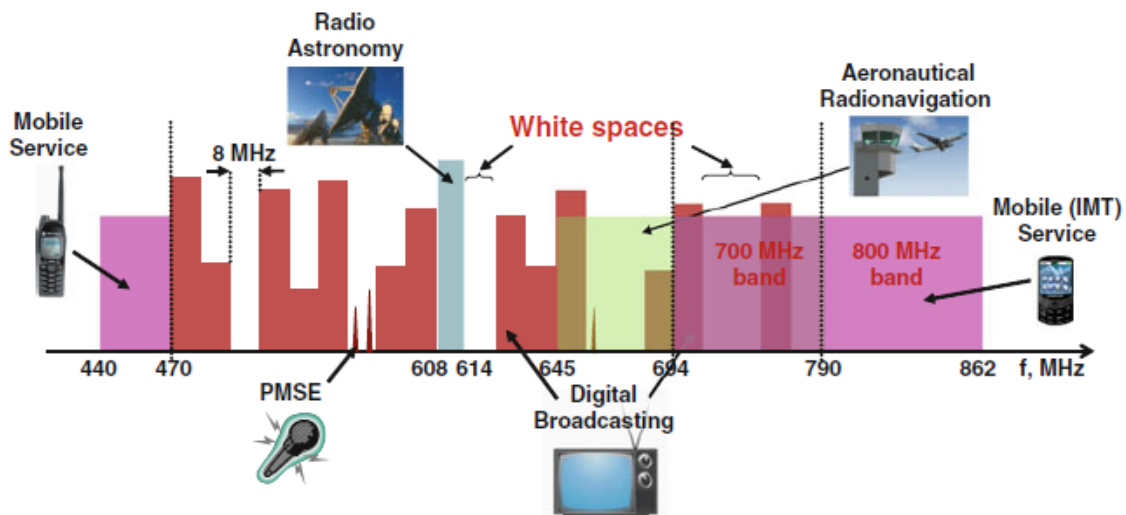 Radio
Astronomy
Aeronautical
Radionavigation
White spaces
Mobile
Service
8 MHz
Mobile (IMT)
Service
700 MHz
band
800 MHz
band
440
470
608
614
645
694
790
862
f, MHz
PMSE
Digital
Broadcasting